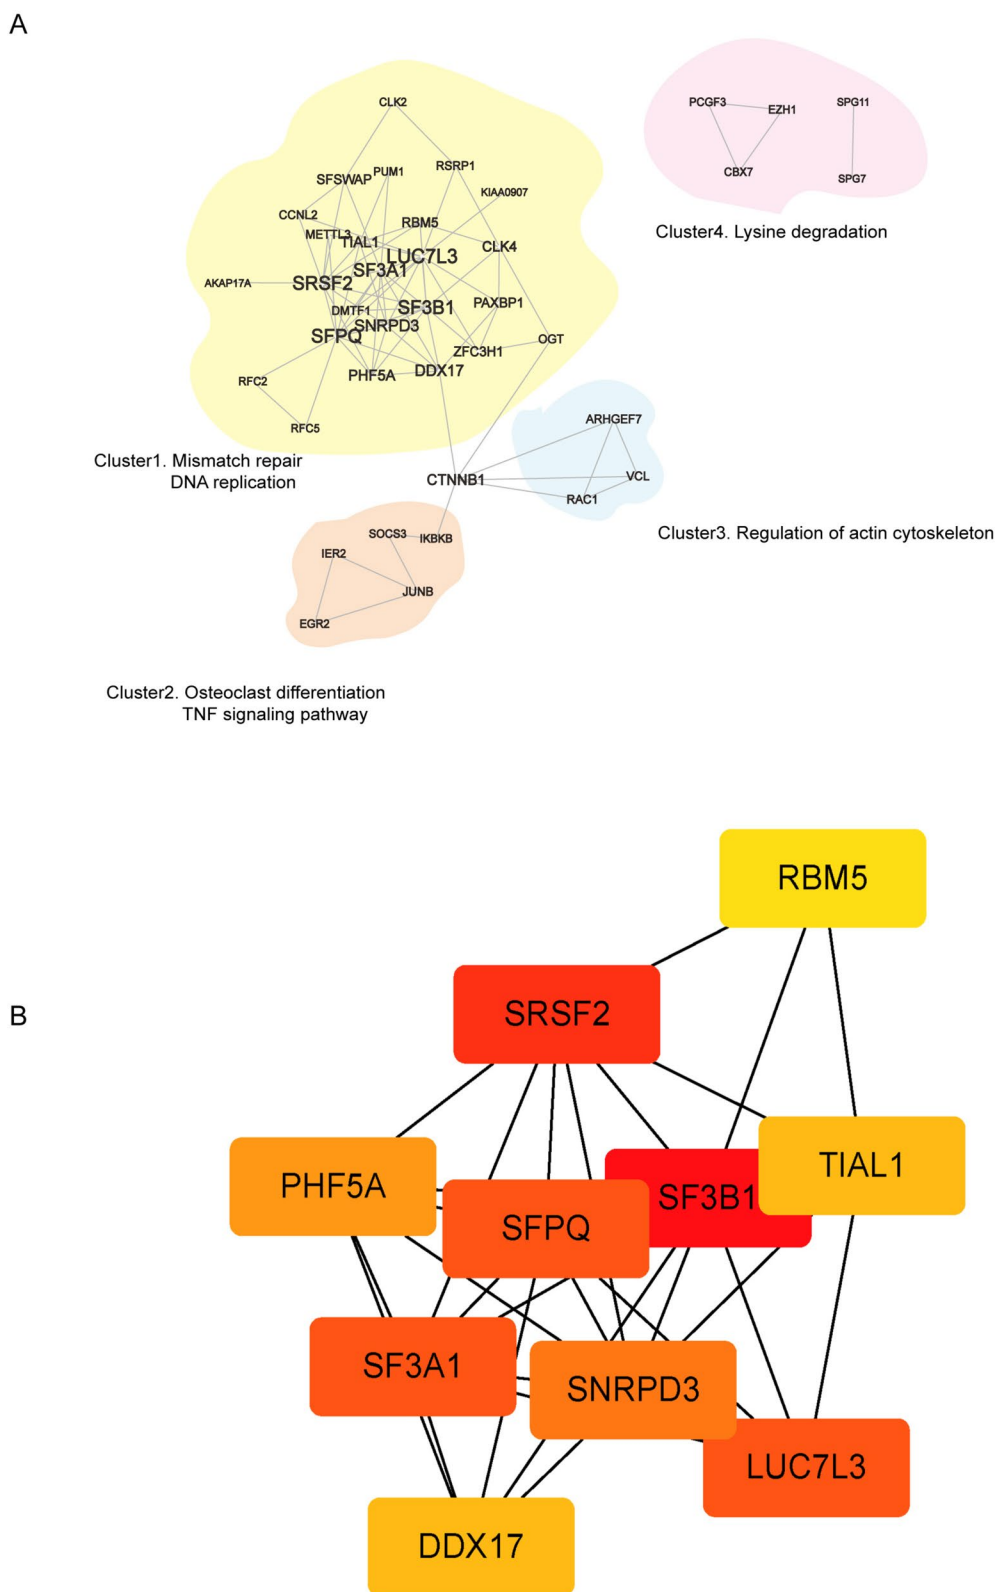 A
CLK2
PCGF3
EZH1
SPG11
SFSWAP
PUM1
RSRP1
CBX7
SPG7
KIAA0907
CCNL2
RBM5
METTL3
TIAL1
CLK4
LUC7L3
SF3A1
Cluster4. Lysine degradation
AKAP17A
SRSF2
DMTF1
SF3B1
PAXBP1
SNRPD3
SFPQ
OGT
ZFC3H1
PHF5A
DDX17
RFC2
RFC5
ARHGEF7
Cluster1. Mismatch repair
DNA replication
CTNNB1
VCL
RAC1
Cluster3. Regulation of actin cytoskeleton
SOCS3
IKBKB
IER2
JUNB
EGR2
Cluster2. Osteoclast differentiation
TNF signaling pathway
B
RBM5
SRSF2
TIAL1
PHF5A
SF3B1
SFPQ
SF3A1
SNRPD3
LUC7L3
DDX17